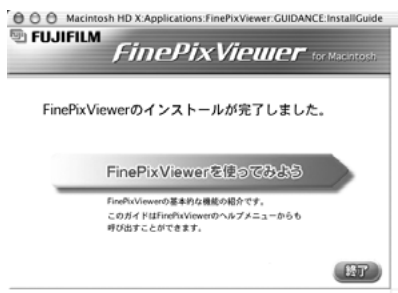 Macintosh HD X:Applications:FinePixViewer:GUIDANCE:InstallGuide
FUJIFILM
FinePixViewer for Macintosh
FinePixViewerのインストールが完了しました。
FinePixViewerを使ってみよう
FinePixViewerの基本的な機能の紹介です。
このガイドはFinePixViewerのヘルプメニューからも
呼び出すことができます。
終了